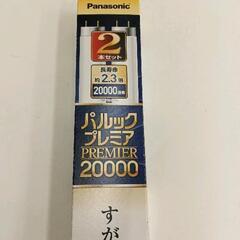 Panasonic
2
本セット
長寿命
約2.3倍
20000時間
パルック
プレミア
PREMIER
20000
すが